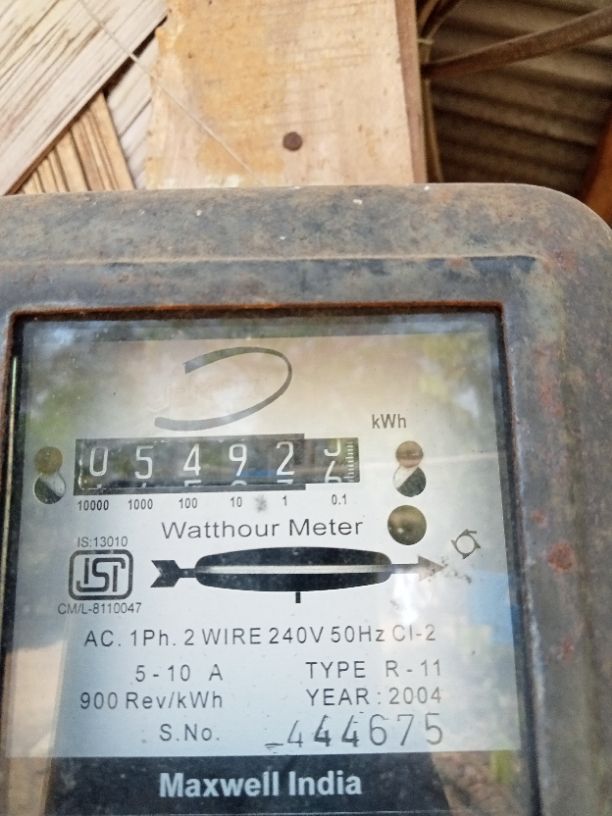 kWh
0 5 4 9 2
10000 1000 100 10 1 0.1
Watthour Meter
IS:13010
ISI
CM/L-8110047
AC. 1Ph. 2 WIRE 240V 50Hz Cl-2
5-10 A TYPE R-11
900 Rev/kWh YEAR : 2004
S.No. 444675
Maxwell India